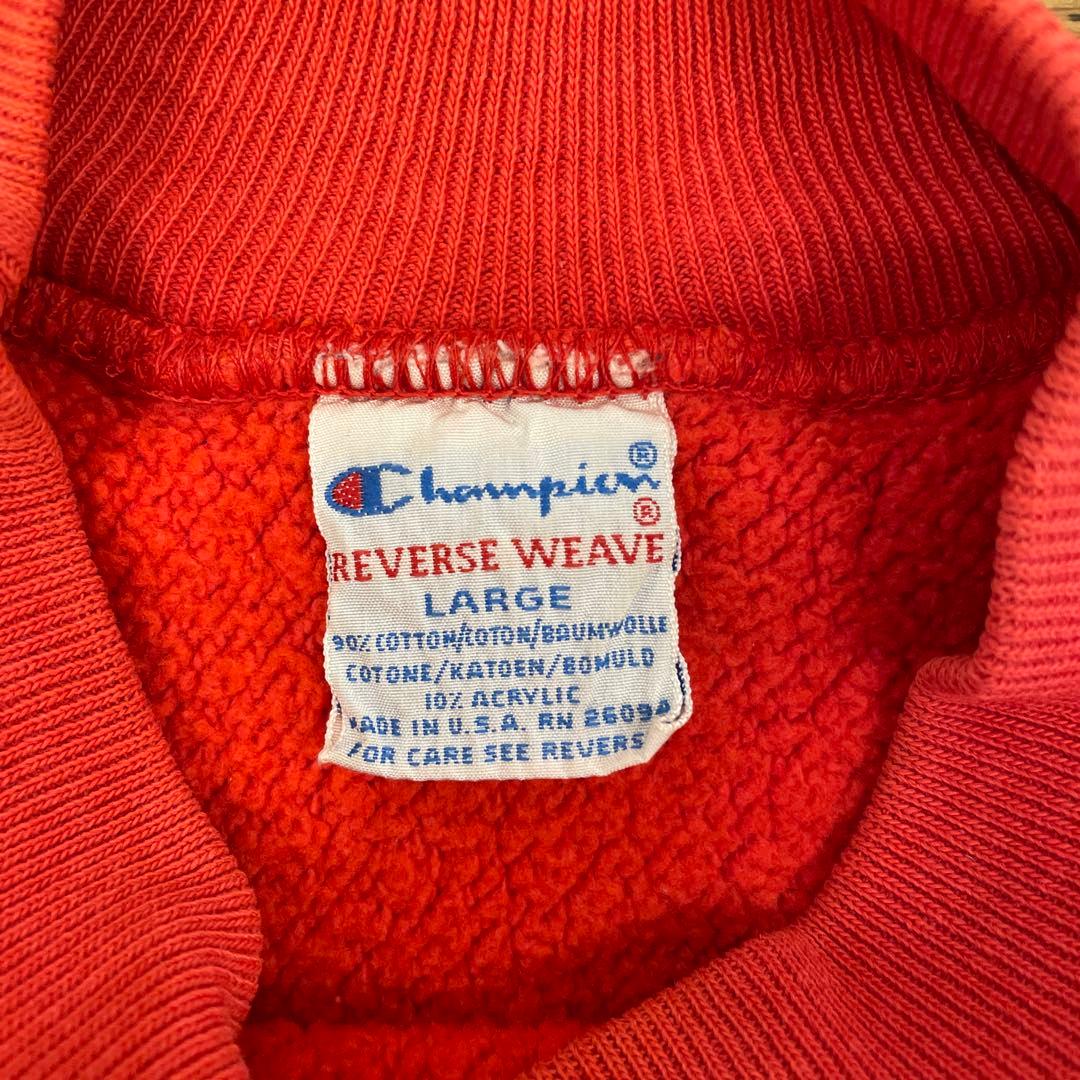 Champion ®
®
REVERSE WEAVE
LARGE
90% COTTON/COTON/BAUMWOLLE
COTONE/KATOEN/BOMULD
10% ACRYLIC
MADE IN U.S.A. RN 26094
FOR CARE SEE REVERS